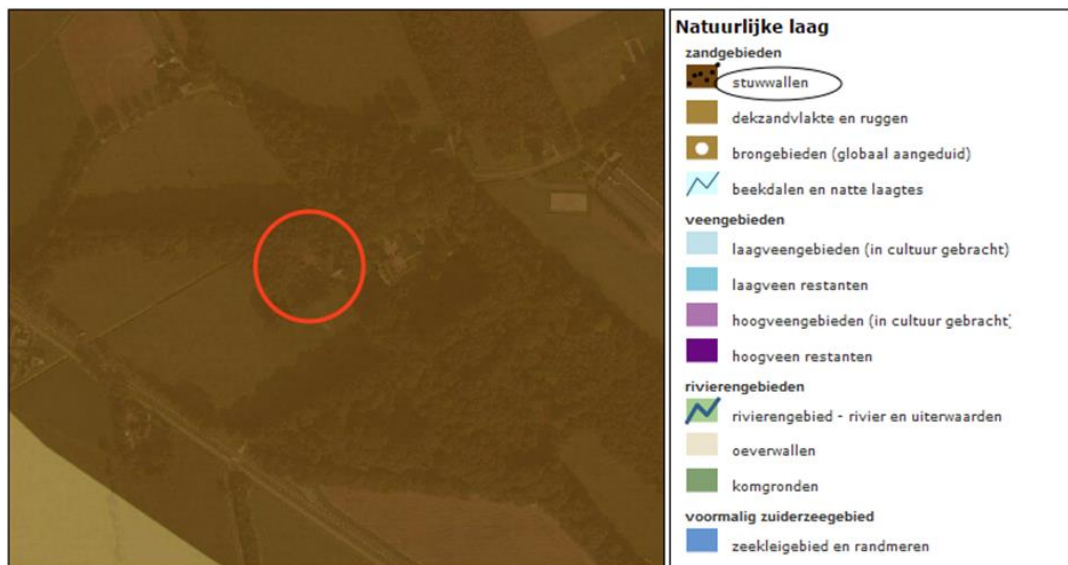 Natuurlijke laag
zandgebieden
stuwwallen
dekzandvlakte en ruggen
brongebieden (globaal aangeduid)
beekdalen en natte laagtes
veengebieden
laagveengebieden (in cultuur gebracht)
laagveen restanten
hoogveengebieden (in cultuur gebracht)
hoogveen restanten
rivierengebieden
rivierengebied - rivier en uiterwaarden
oeverwallen
komgronden
voormalig zuiderzeegebied
zeekleigebied en randmeren